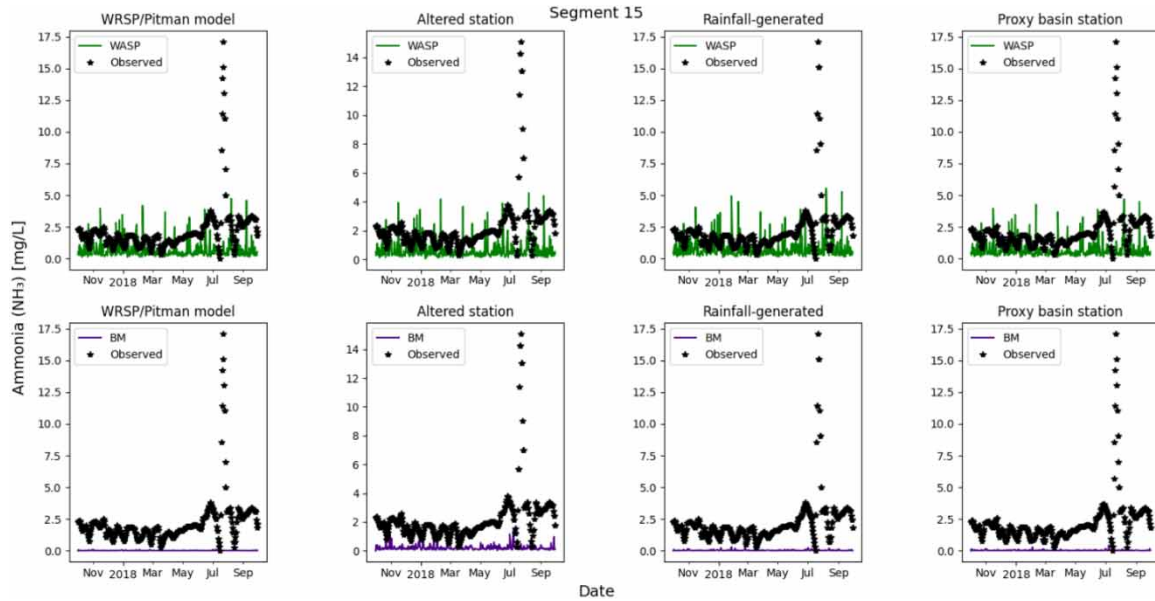 Segment 15
WRSP/Pitman model
Altered station
Rainfall-generated
Proxy basin station
17.5
15.0
12.5
10.0
7.5
5.0
2.5
0.0
WASP
Observed
Nov 2018 Mar May Jul Sep
14
12
10
8
6
4
2
0
WASP
Observed
Nov 2018 Mar May Jul Sep
17.5
15.0
12.5
10.0
7.5
5.0
2.5
0.0
WASP
Observed
Nov 2018 Mar May Jul Sep
17.5
15.0
12.5
10.0
7.5
5.0
2.5
0.0
WASP
Observed
Nov 2018 Mar May Jul Sep
Ammonia (NH₃) [mg/L]
WRSP/Pitman model
Altered station
Rainfall-generated
Proxy basin station
17.5
15.0
12.5
10.0
7.5
5.0
2.5
0.0
BM
Observed
Nov 2018 Mar May Jul Sep
14
12
10
8
6
4
2
0
BM
Observed
Nov 2018 Mar May Jul Sep
17.5
15.0
12.5
10.0
7.5
5.0
2.5
0.0
BM
Observed
Nov 2018 Mar May Jul Sep
17.5
15.0
12.5
10.0
7.5
5.0
2.5
0.0
BM
Observed
Nov 2018 Mar May Jul Sep
Date